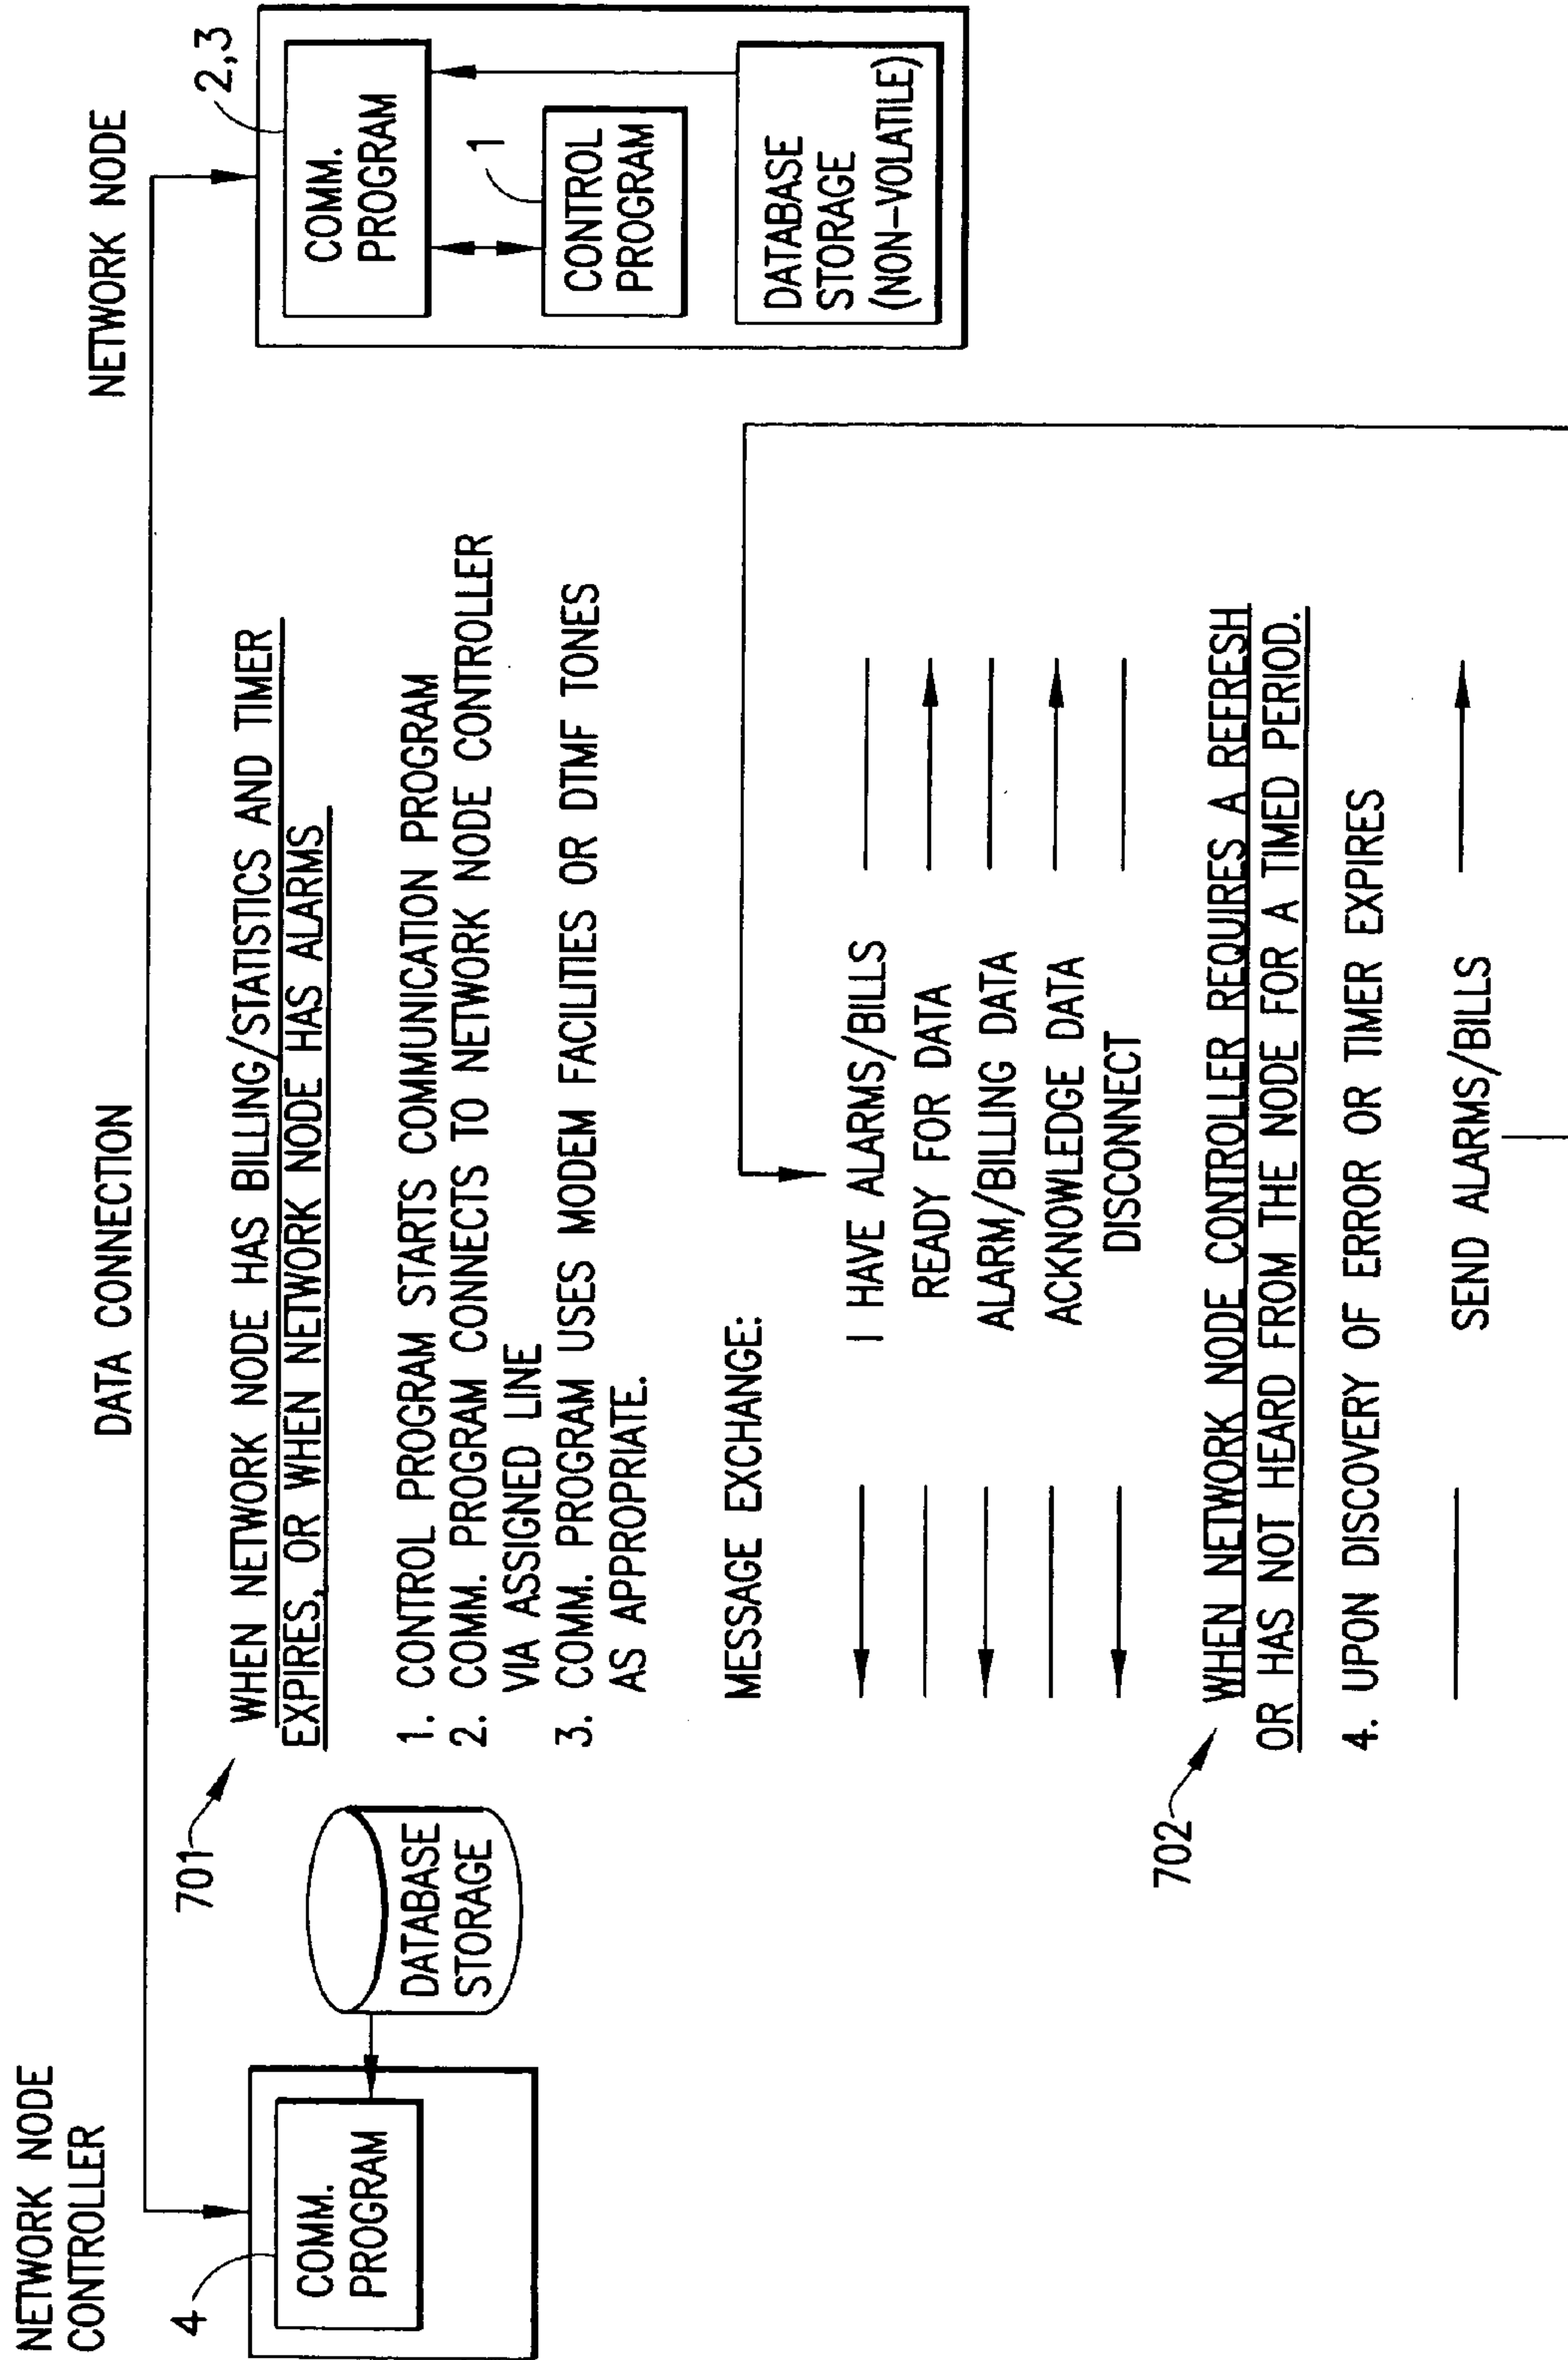 NETWORK NODE
CONTROLLER
DATA CONNECTION
NETWORK NODE
4
COMM.
PROGRAM
DATABASE
STORAGE
2,3
COMM.
PROGRAM
1
CONTROL
PROGRAM
DATABASE
STORAGE
(NON-VOLATILE)
701
WHEN NETWORK NODE HAS BILLING/STATISTICS AND TIMER
EXPIRES, OR WHEN NETWORK NODE HAS ALARMS
1. CONTROL PROGRAM STARTS COMMUNICATION PROGRAM
2. COMM. PROGRAM CONNECTS TO NETWORK NODE CONTROLLER
VIA ASSIGNED LINE
3. COMM. PROGRAM USES MODEM FACILITIES OR DTMF TONES
AS APPROPRIATE.
MESSAGE EXCHANGE:
I HAVE ALARMS/BILLS
READY FOR DATA
ALARM/BILLING DATA
ACKNOWLEDGE DATA
DISCONNECT
702
WHEN NETWORK NODE CONTROLLER REQUIRES A REFRESH
OR HAS NOT HEARD FROM THE NODE FOR A TIMED PERIOD.
4. UPON DISCOVERY OF ERROR OR TIMER EXPIRES
SEND ALARMS/BILLS